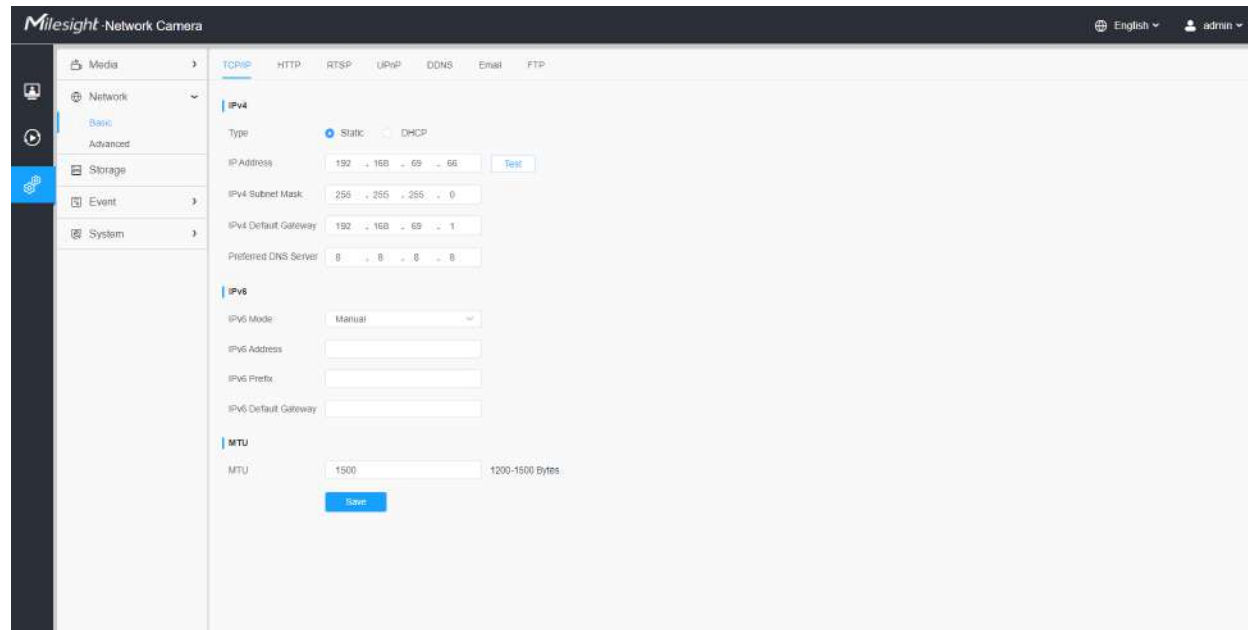 Milesight -Network Camera
English
admin
Media
Network
Basic
Advanced
Storage
Event
System
TCP/IP HTTP RTSP UPnP DDNS Email FTP
IPv4
Type Static DHCP
IP Address 192 . 168 . 69 . 66 Test
IPv4 Subnet Mask 255 . 255 . 255 . 0
IPv4 Default Gateway 192 . 168 . 69 . 1
Preferred DNS Server 8 . 8 . 8 . 8
IPv6
IPv6 Mode Manual
IPv6 Address
IPv6 Prefix
IPv6 Default Gateway
MTU
MTU 1500 1200-1500 Bytes
Save